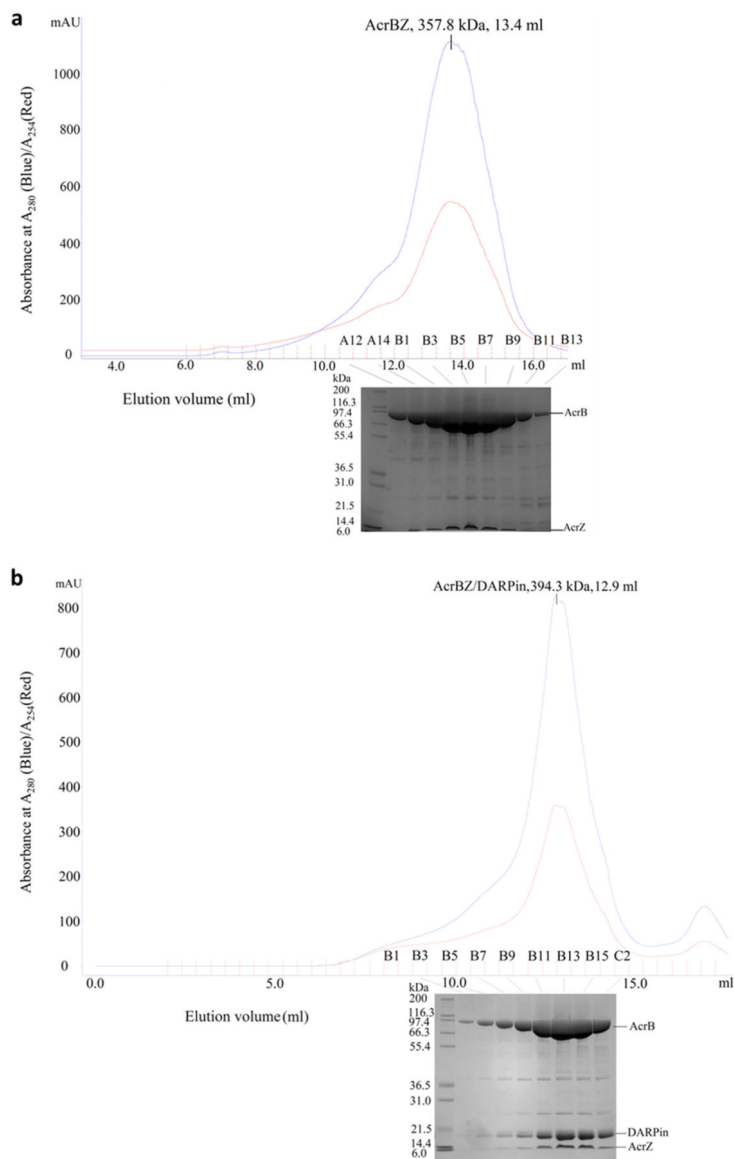 a
mAU
AcrBZ, 357.8 kDa, 13.4 ml
1000
800
600
400
200
0
Absorbance at A280 (Blue)/A254(Red)
A12 A14 B1 B3 B5 B7 B9 B11 B13
4.0 6.0 8.0 10.0 12.0 14.0 16.0 ml
Elution volume (ml)
kDa
200
116.3
97.4
66.3
55.4
36.5
31.0
21.5
14.4
6.0
AcrB
AcrZ
b
mAU
AcrBZ/DARPin,394.3 kDa,12.9 ml
800
700
600
500
400
300
200
100
0
Absorbance at A280 (Blue)/A254(Red)
B1 B3 B5 B7 B9 B11 B13 B15 C2
0.0 5.0 10.0 15.0 ml
Elution volume (ml)
kDa
200
116.3
97.4
66.3
55.4
36.5
31.0
21.5
14.4
6.0
AcrB
DARPin
AcrZ